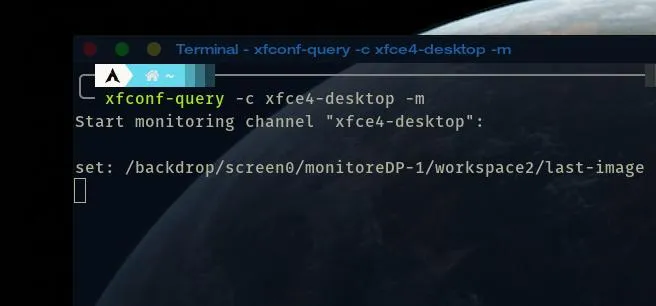 Terminal - xfconf-query -c xfce4-desktop -m
~
xfconf-query -c xfce4-desktop -m
Start monitoring channel "xfce4-desktop":
set: /backdrop/screen0/monitoreDP-1/workspace2/last-image